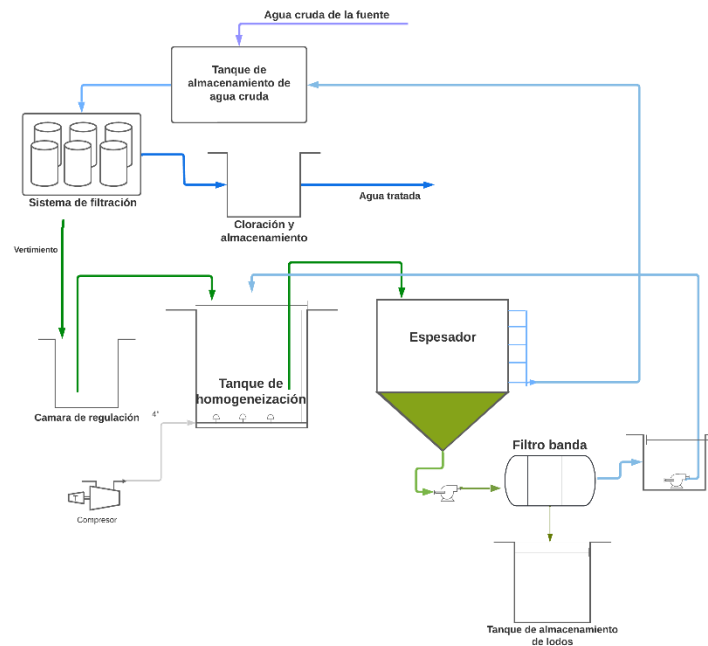 Agua cruda de la fuente
Tanque de
almacenamiento de
agua cruda
Sistema de filtración
Agua tratada
Cloración y
almacenamiento
Vertimiento
Espesador
Tanque de
homogeneización
Camara de regulación
4"
Filtro banda
Compresor
Tanque de almacenamiento
de lodos